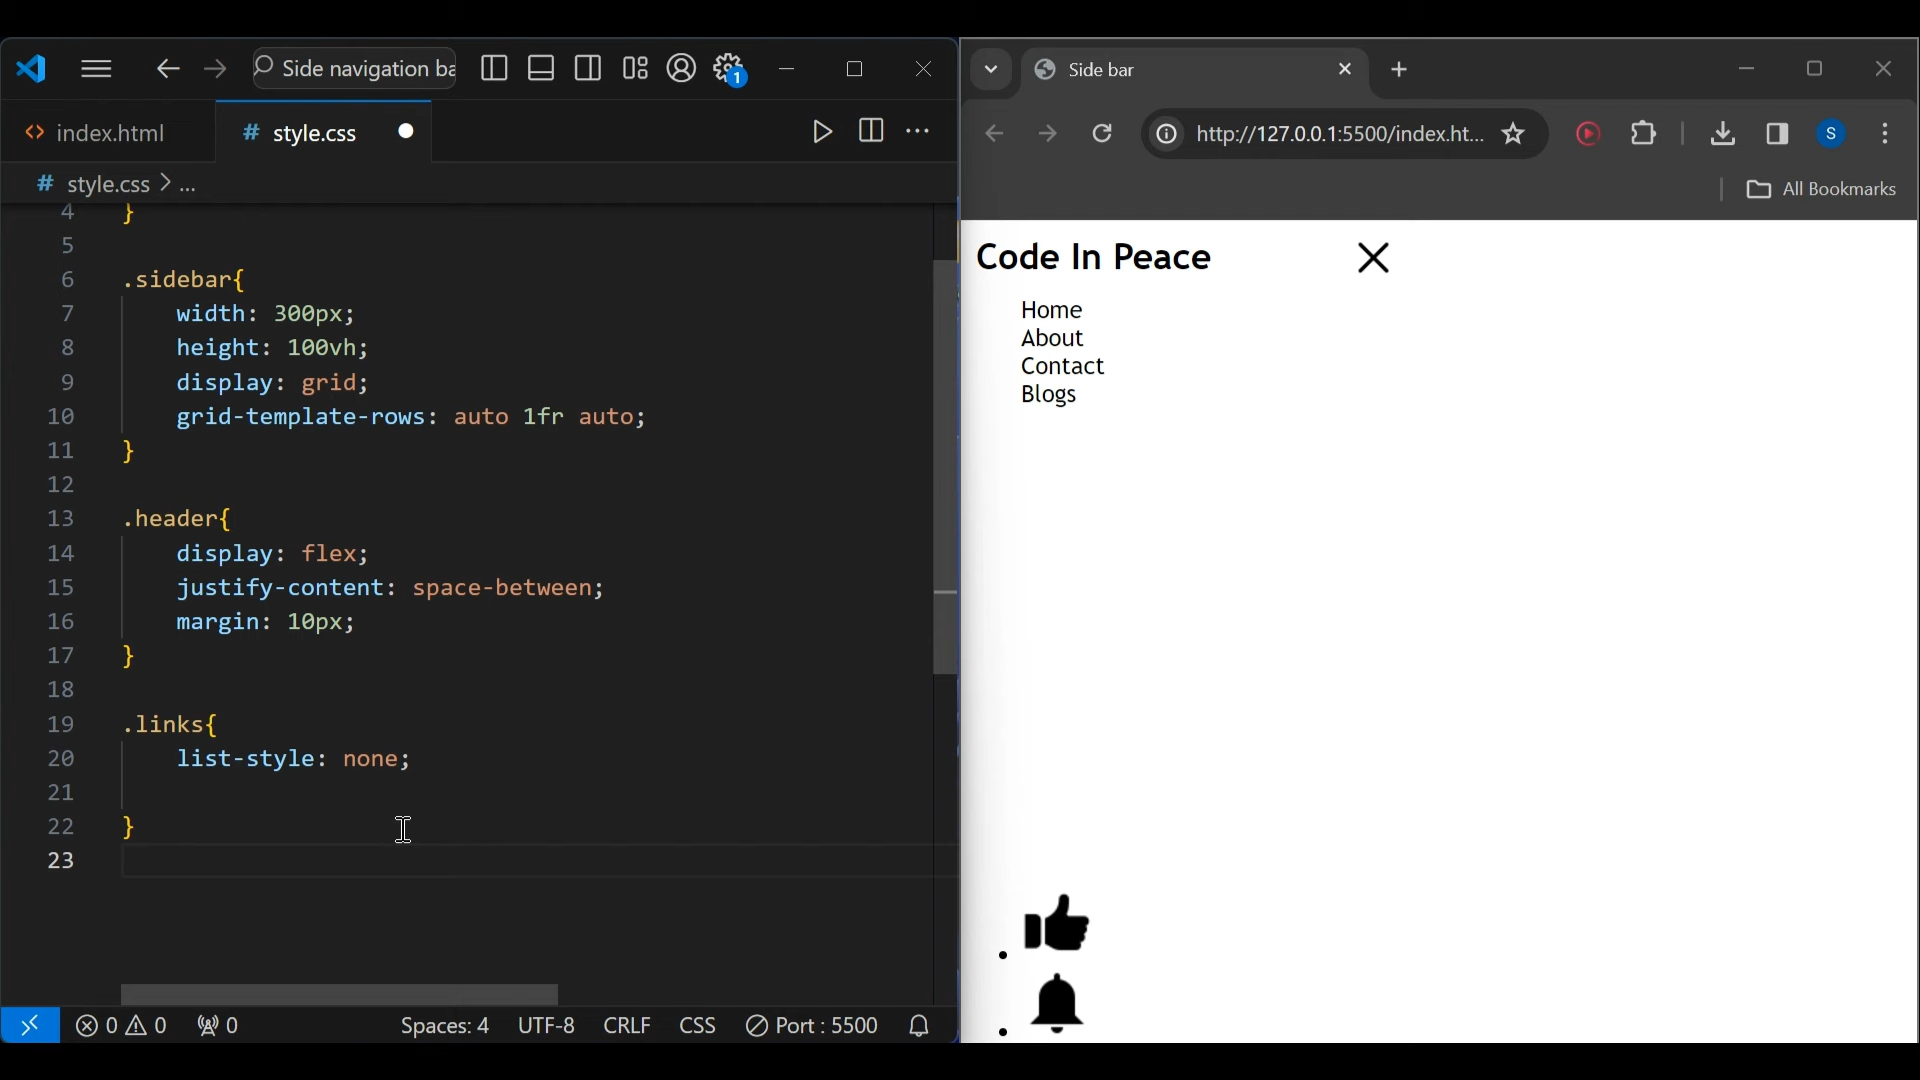 Side navigation ba
1
index.html
# style.css
# style.css > ...
4 }
5
6 .sidebar{
7 width: 300px;
8 height: 100vh;
9 display: grid;
10 grid-template-rows: auto 1fr auto;
11 }
12
13 .header{
14 display: flex;
15 justify-content: space-between;
16 margin: 10px;
17 }
18
19 .links{
20 list-style: none;
21
22 }
23
0 0 0 Spaces: 4 UTF-8 CRLF CSS Port : 5500
Side bar
http://127.0.0.1:5500/index.ht...
S
All Bookmarks
Code In Peace
Home
About
Contact
Blogs